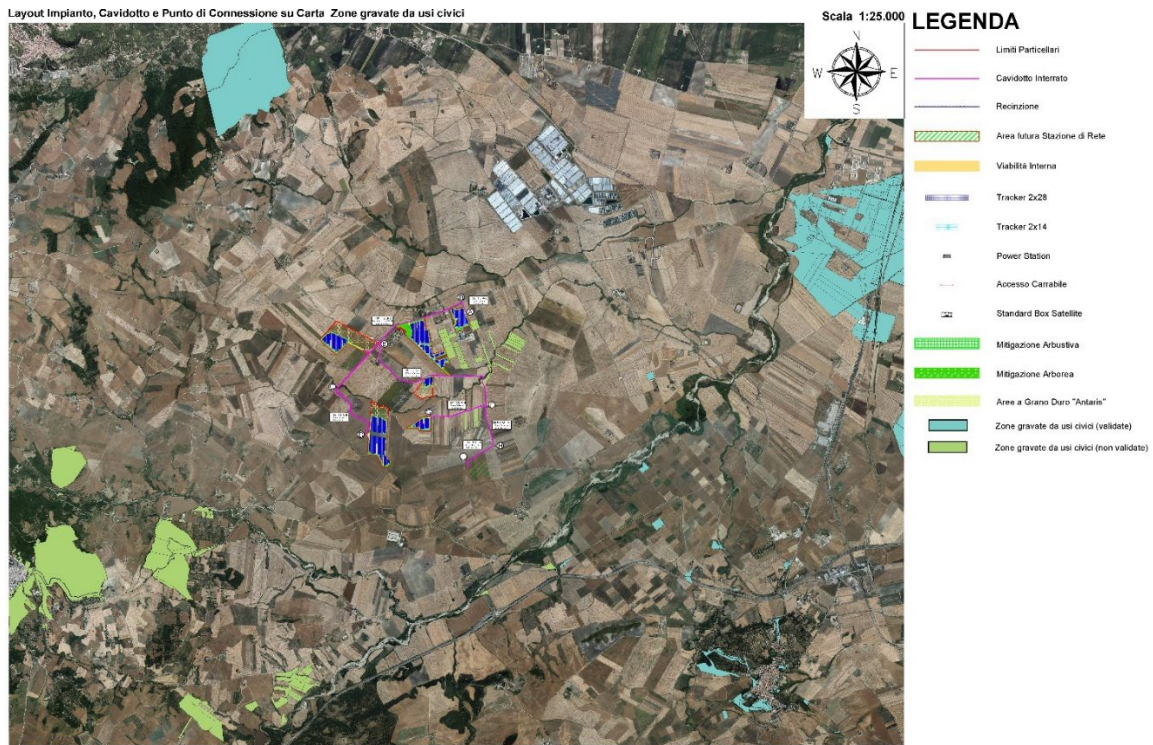 Layout Impianto, Cavidotto e Punto di Connessione su Carta Zone gravate da usi civici
Scala 1:25.000
N
W
E
S
LEGENDA
Limiti Particellari
Cavidotto Interrato
Recinzione
Area futura Stazione di Rete
Viabilità Interna
Tracker 2x28
Tracker 2x14
Power Station
Accesso Carrabile
Standard Box Satellite
Mitigazione Arbustiva
Mitigazione Arborea
Aree a Grano Duro "Antaris"
Zone gravate da usi civici (validate)
Zone gravate da usi civici (non validate)